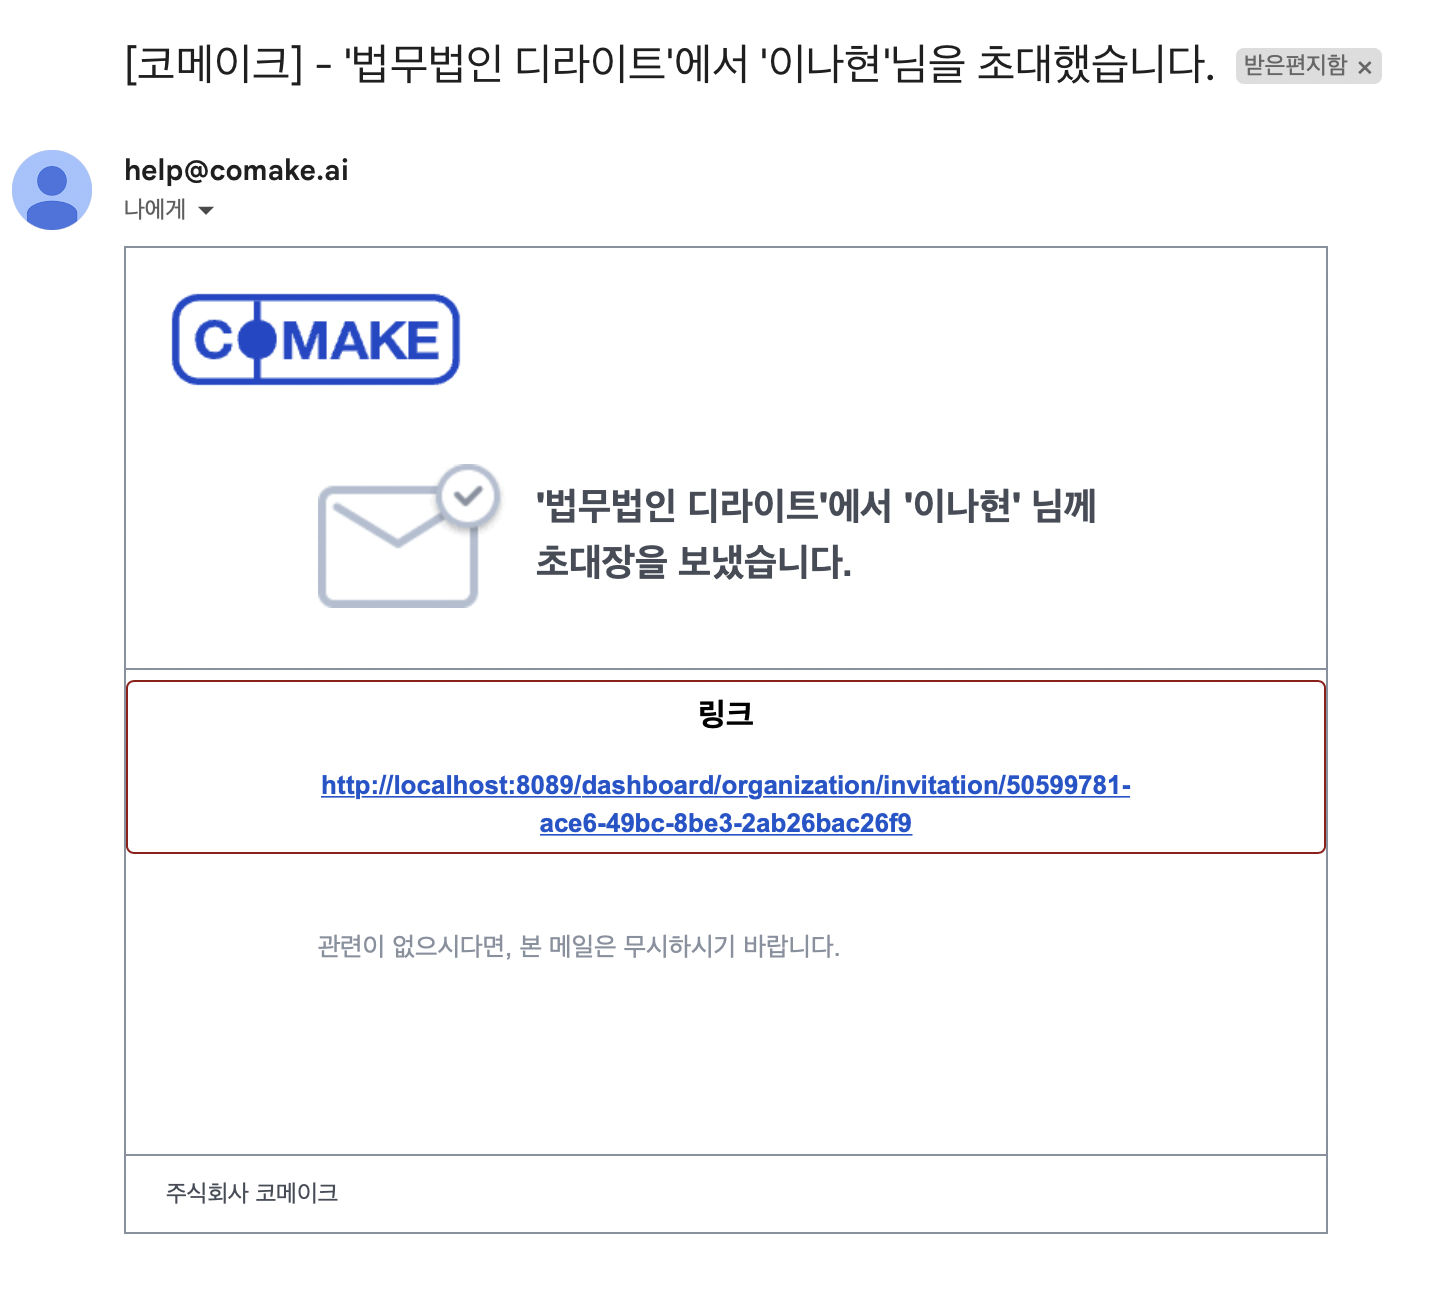 [코메이크] - '법무법인 디라이트'에서 '이나현'님을 초대했습니다.
받은편지함 ×
help@comake.ai
나에게
COMAKE
'법무법인 디라이트'에서 '이나현' 님께
초대장을 보냈습니다.
링크
http://localhost:8089/dashboard/organization/invitation/50599781-
ace6-49bc-8be3-2ab26bac26f9
관련이 없으시다면, 본 메일은 무시하시기 바랍니다.
주식회사 코메이크